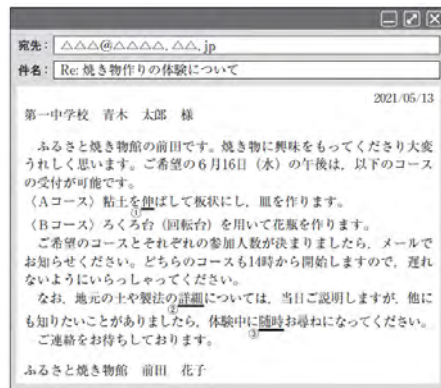 宛先： △△△@△△△△.△△.jp
件名： Re: 焼き物作りの体験について
2021/05/13
第一中学校　青木　太郎　様
ふるさと焼き物館の前田です。焼き物に興味をもってくださり大変
うれしく思います。ご希望の６月16日（水）の午後は，以下のコース
の受付が可能です。
〈Ａコース〉粘土を伸ばして板状にし，皿を作ります。
①
〈Ｂコース〉ろくろ台（回転台）を用いて花瓶を作ります。
ご希望のコースとそれぞれの参加人数が決まりましたら，メールで
お知らせください。どちらのコースも14時から開始しますので，遅れ
ないようにいらっしゃってください。
なお，地元の土や製法の詳細については，当日ご説明しますが，他に
②
も知りたいことがありましたら，体験中に随時お尋ねになってください。
③
ご連絡をお待ちしております。
ふるさと焼き物館　前田　花子